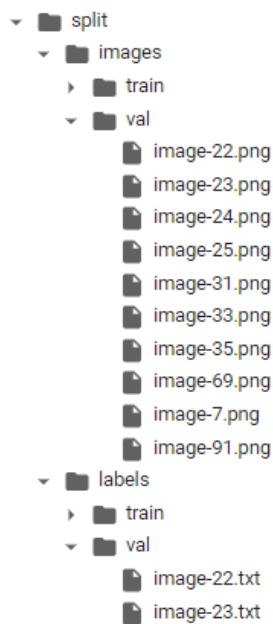 split
images
train
val
image-22.png
image-23.png
image-24.png
image-25.png
image-31.png
image-33.png
image-35.png
image-69.png
image-7.png
image-91.png
labels
train
val
image-22.txt
image-23.txt